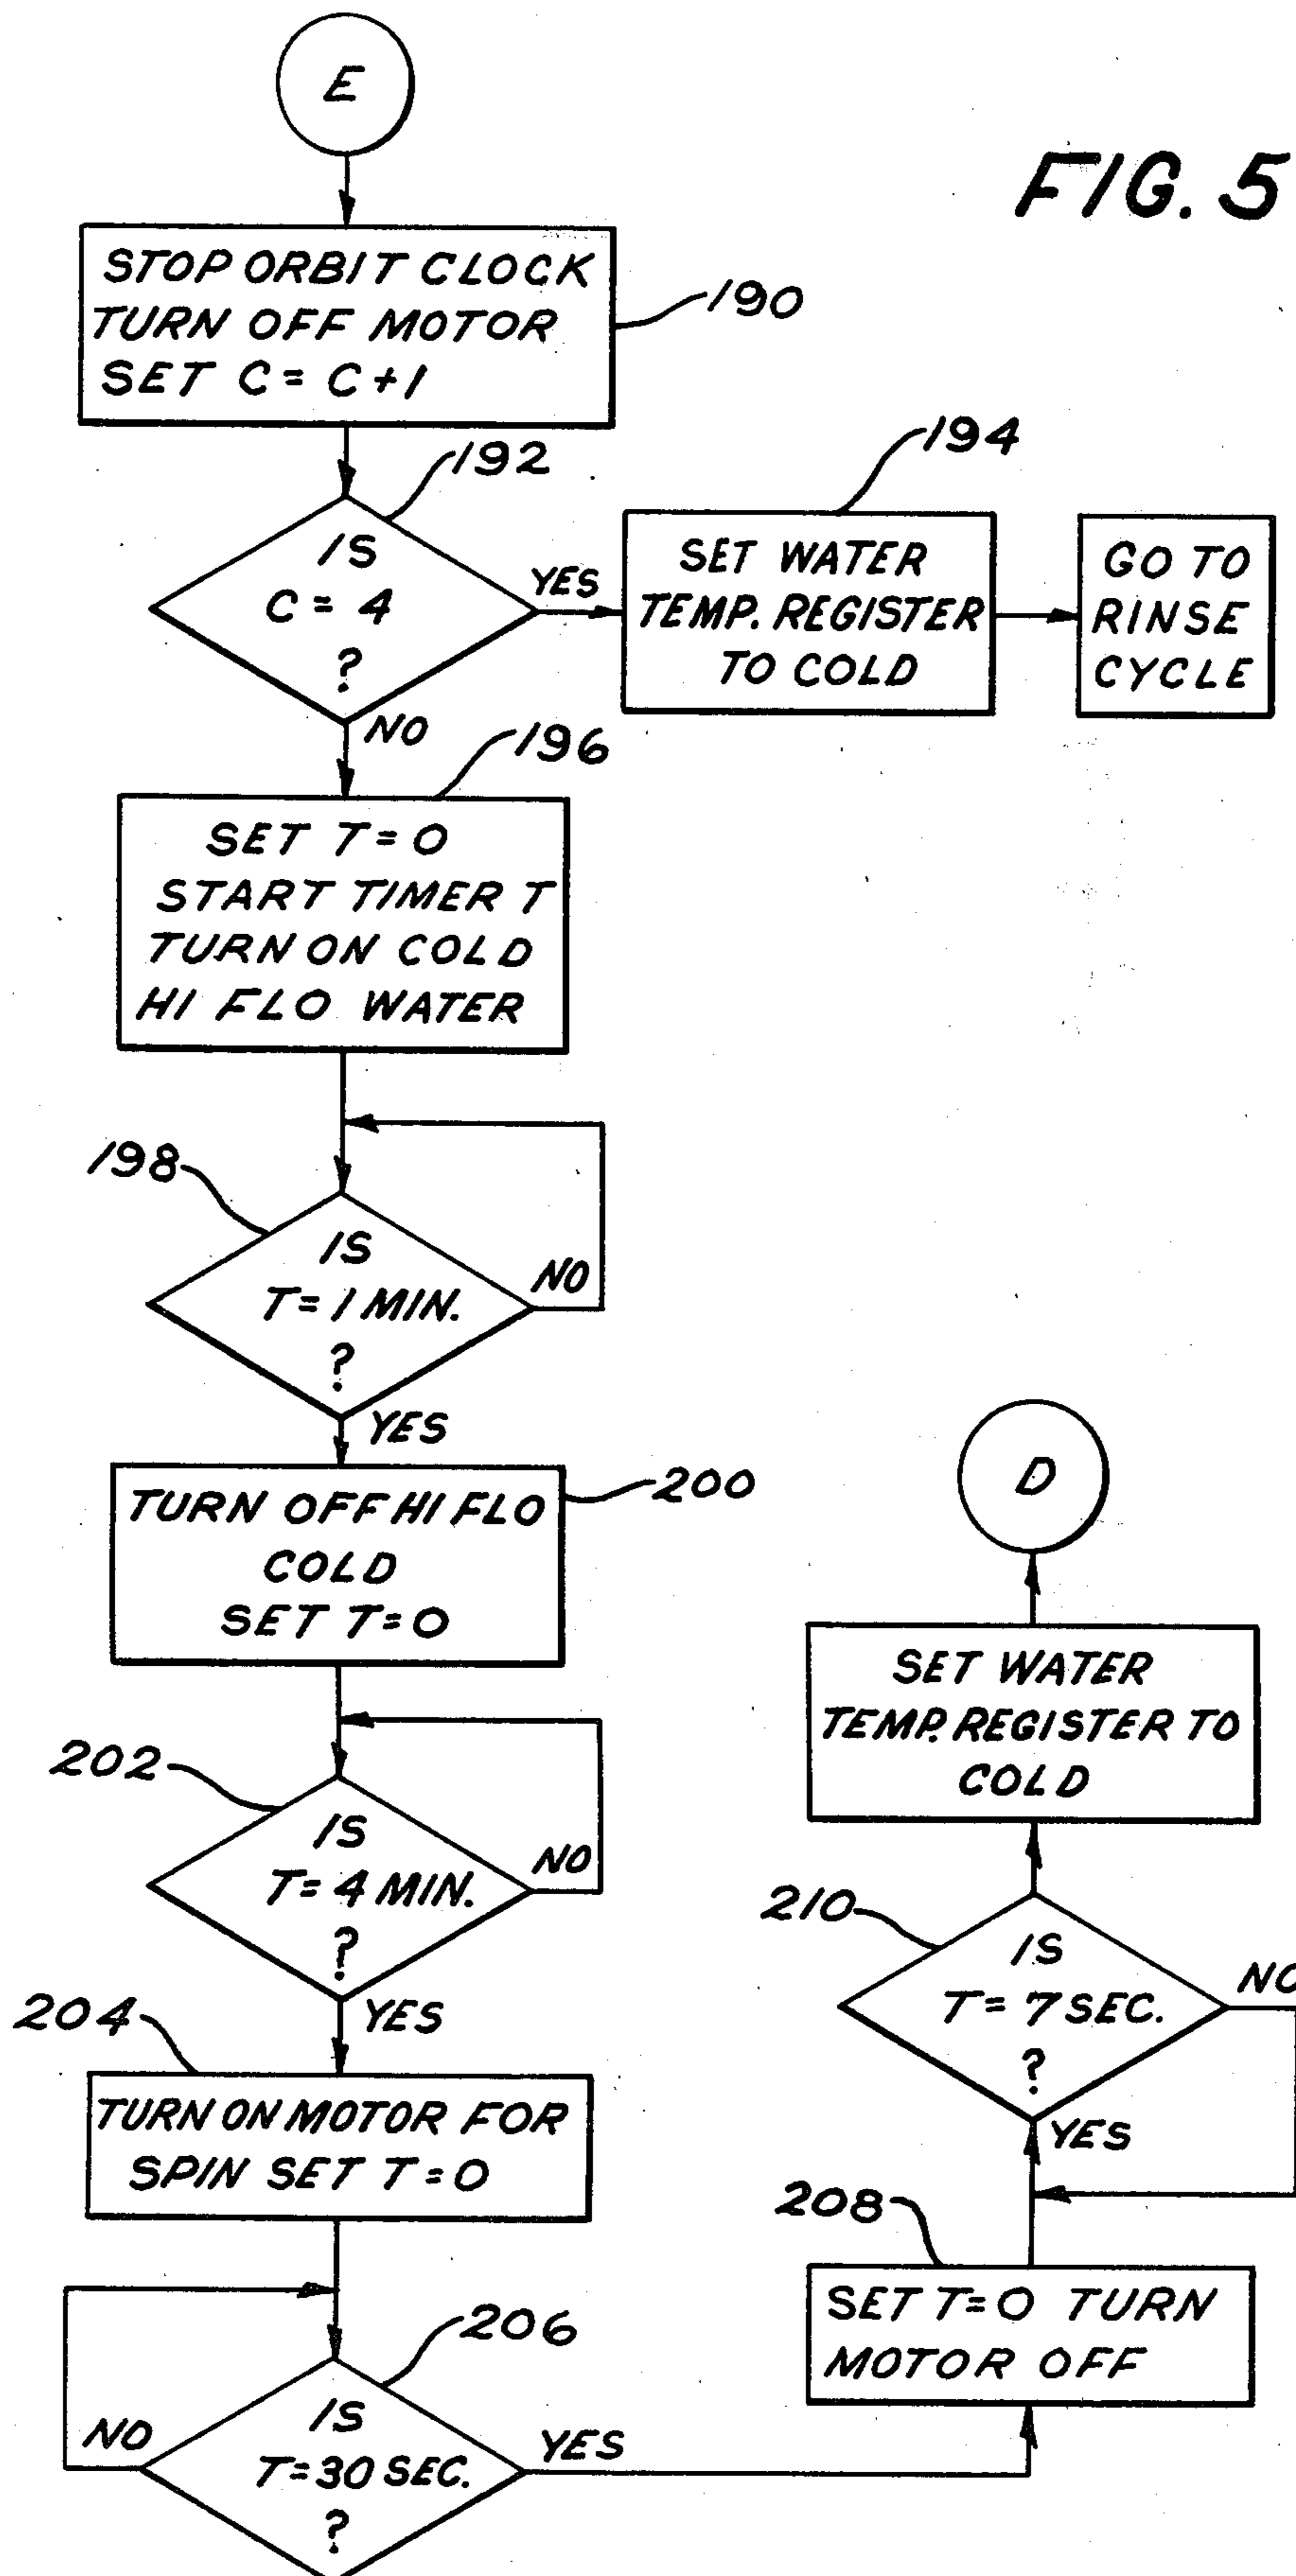 E
FIG. 5
STOP ORBIT CLOCK
TURN OFF MOTOR
SET C = C+1
190
192
IS
C = 4
?
YES
NO
194
SET WATER
TEMP. REGISTER
TO COLD
GO TO
RINSE
CYCLE
196
SET T = 0
START TIMER T
TURN ON COLD
HI FLO WATER
198
IS
T = 1 MIN.
?
NO
YES
TURN OFF HI FLO
COLD
SET T = 0
200
202
IS
T = 4 MIN.
?
NO
YES
204
TURN ON MOTOR FOR
SPIN SET T = 0
206
IS
T = 30 SEC.
?
NO
YES
208
SET T = 0 TURN
MOTOR OFF
210
IS
T = 7 SEC.
?
NO
YES
SET WATER
TEMP. REGISTER TO
COLD
D